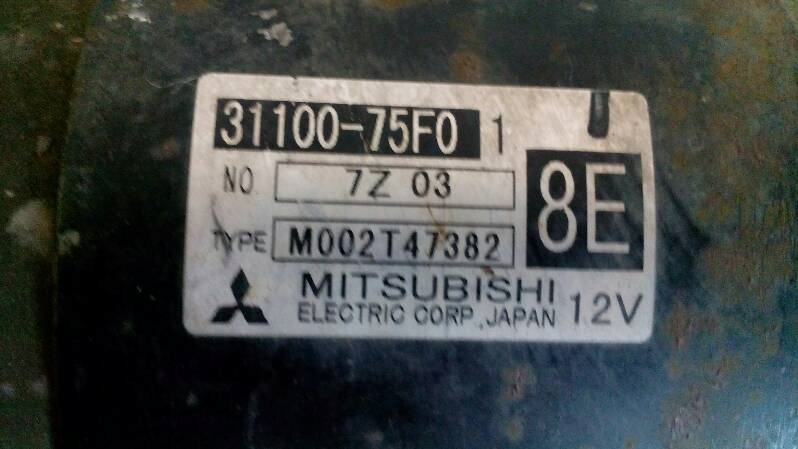 31100-75F0 1
NO 7Z 03
8E
TYPE M002T47382
MITSUBISHI
ELECTRIC CORP.,JAPAN 12V